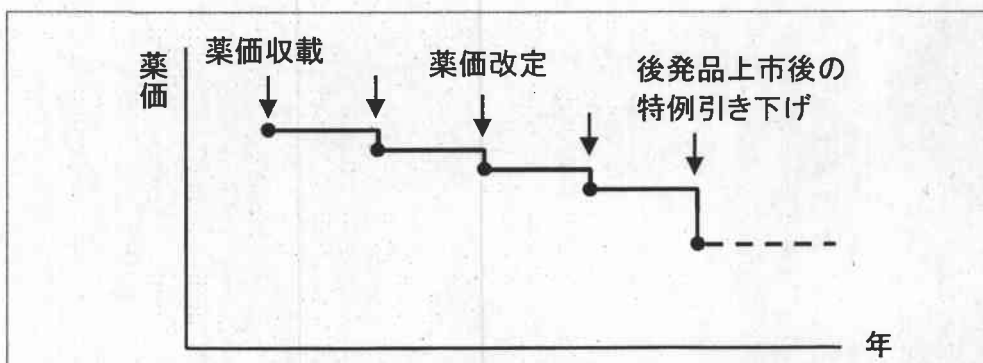 薬価
薬価収載
薬価改定
後発品上市後の
特例引き下げ
年